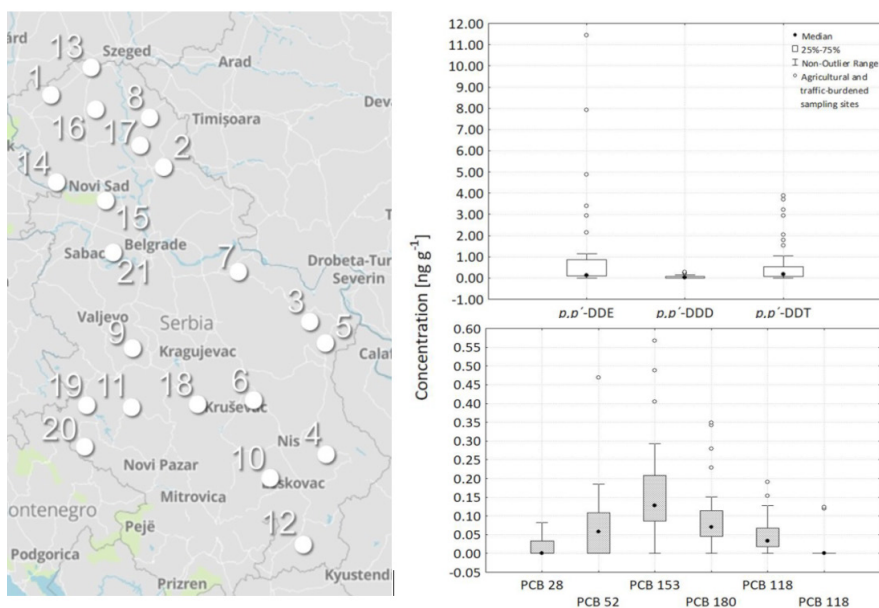 árd
13
Szeged
Arad
1
8
Deva
16
17
Timișoara
2
14
Novi Sad
15
Sabac
Belgrade
21
7
Drobeta-Tur
Severin
3
Valjevo
Serbia
5
9
Kragujevac
Calaf
19
11
18
6
Kruševac
20
Nis
4
Novi Pazar
10
Leskovac
Mitrovica
ontenegro
Pejë
12
Podgorica
Prizren
Kyustend
Concentration [ng g-1]
12.00
11.00
10.00
9.00
8.00
7.00
6.00
5.00
4.00
3.00
2.00
1.00
0.00
-1.00
Median
25%-75%
Non-Outlier Range
Agricultural and
traffic-burdened
sampling sites
p,p´-DDE
p,p´-DDD
p,p´-DDT
0.60
0.55
0.50
0.45
0.40
0.35
0.30
0.25
0.20
0.15
0.10
0.05
0.00
-0.05
PCB 28
PCB 153
PCB 118
PCB 52
PCB 180
PCB 118